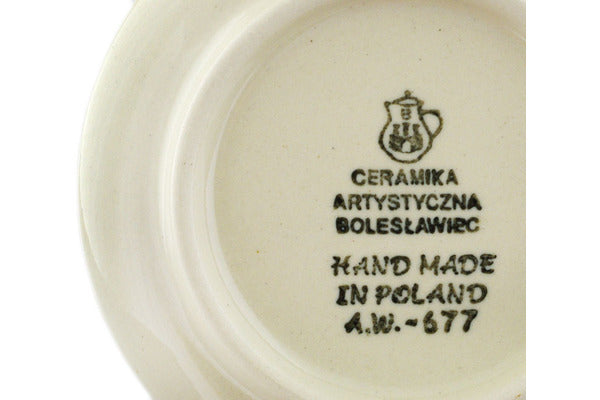 CERAMIKA
ARTYSTYCZNA
BOLESŁAWIEC
HAND MADE
IN POLAND
A.W.-677